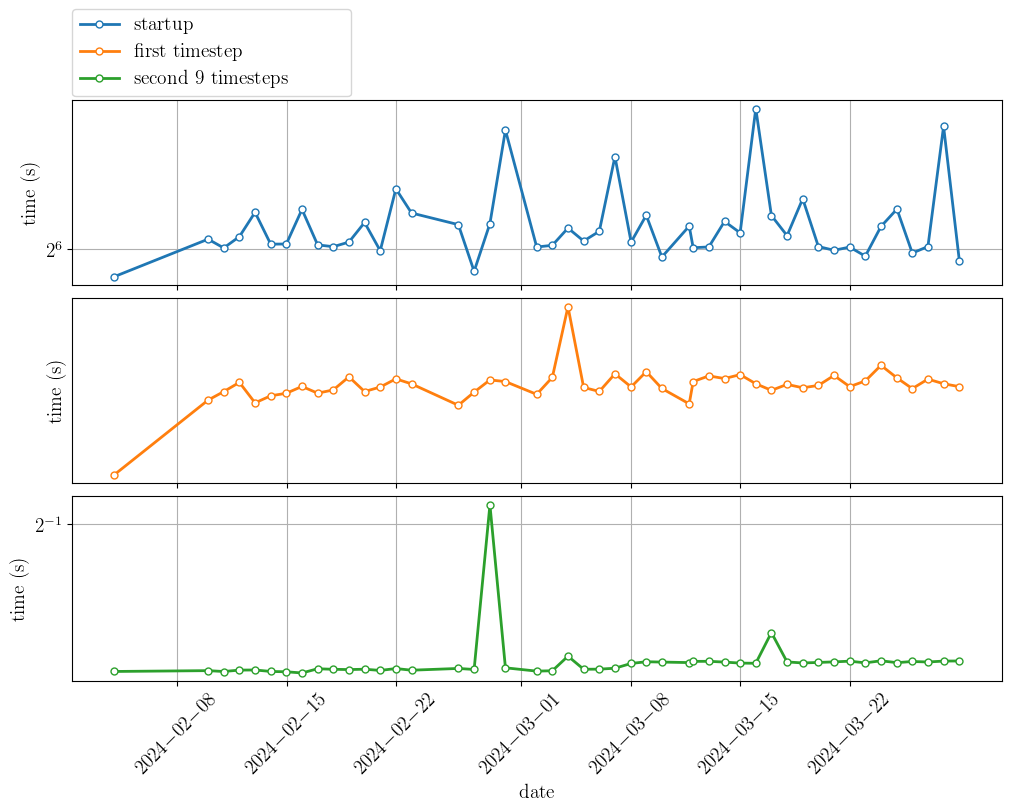 startup
first timestep
second 9 timesteps
time (s)
2^6
time (s)
2^{-1}
time (s)
2024−02−08
2024−02−15
2024−02−22
2024−03−01
2024−03−08
2024−03−15
2024−03−22
date